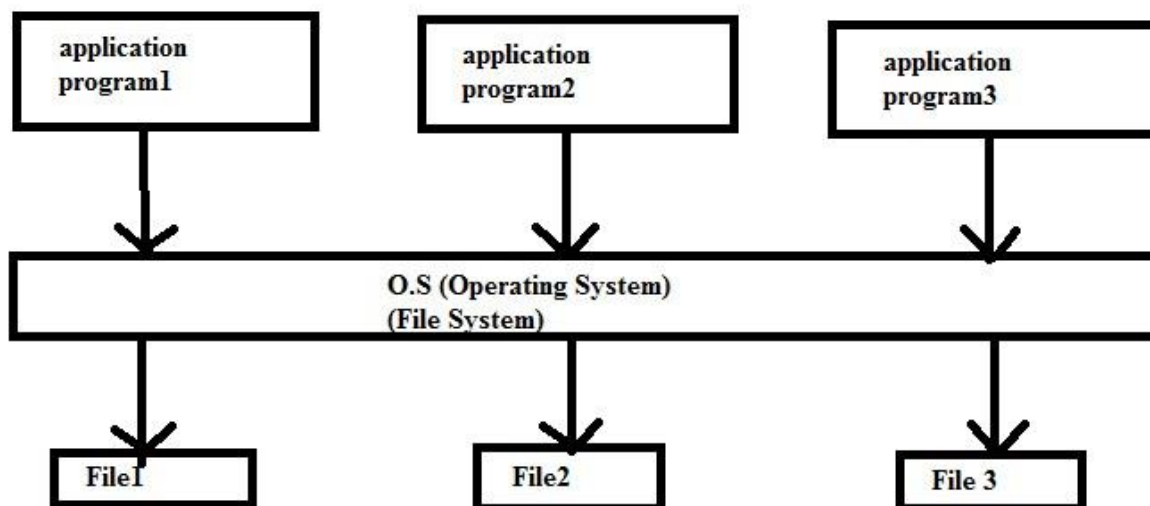 application
program1
application
program2
application
program3
O.S (Operating System)
(File System)
File1
File2
File 3